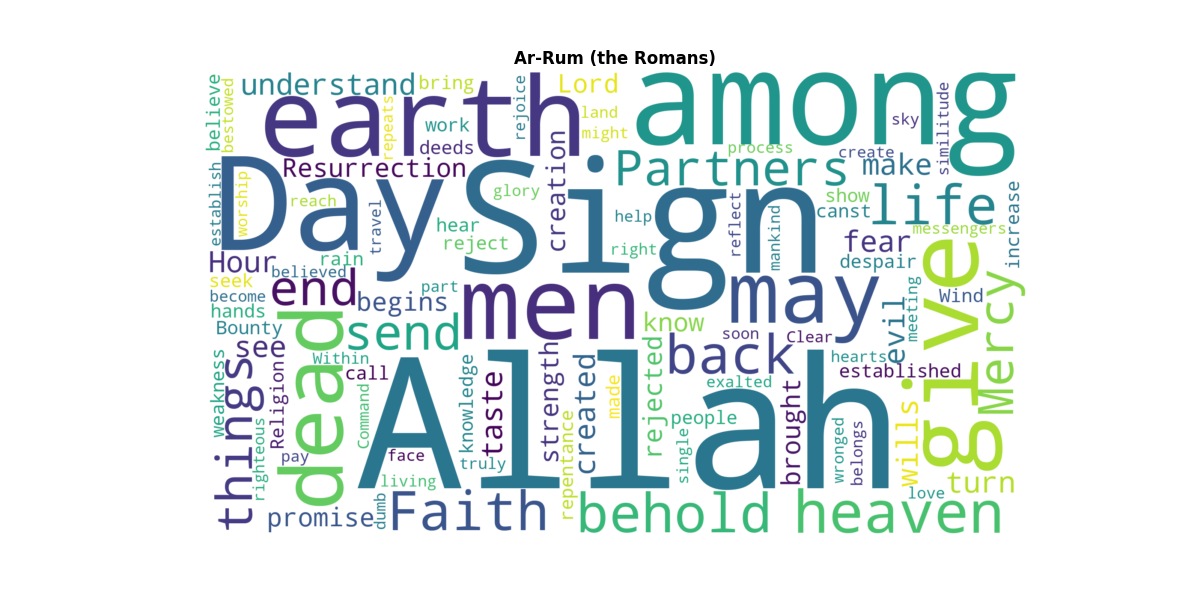 Ar-Rum (the Romans)
believe
bestowed
understand
bring
Lord
among
earth
repeats
rejoice
land
might
sky
similitude
work
deeds
process
create
Resurrection
creation
Partners
make
Day
Sign
establish
worship
reach
travel
glory
hear
reject
help
right
reflect
mankind
show
canst
life
increase
messengers
fear
despair
Hour
rain
believed
seek
become
hands
Bounty
end
begins
part
men
may
evil
meeting
Wind
give
Mercy
dead
send
know
soon
Clear
back
hearts
established
see
Within
call
things
weakness
Religion
righteous
pay
Command
knowledge
taste
strength
created
made
rejected
exalted
people
single
brought
wronged
belongs
wills
Allah
face
truly
living
repentance
love
turn
promise
dumb
Faith
behold
heaven